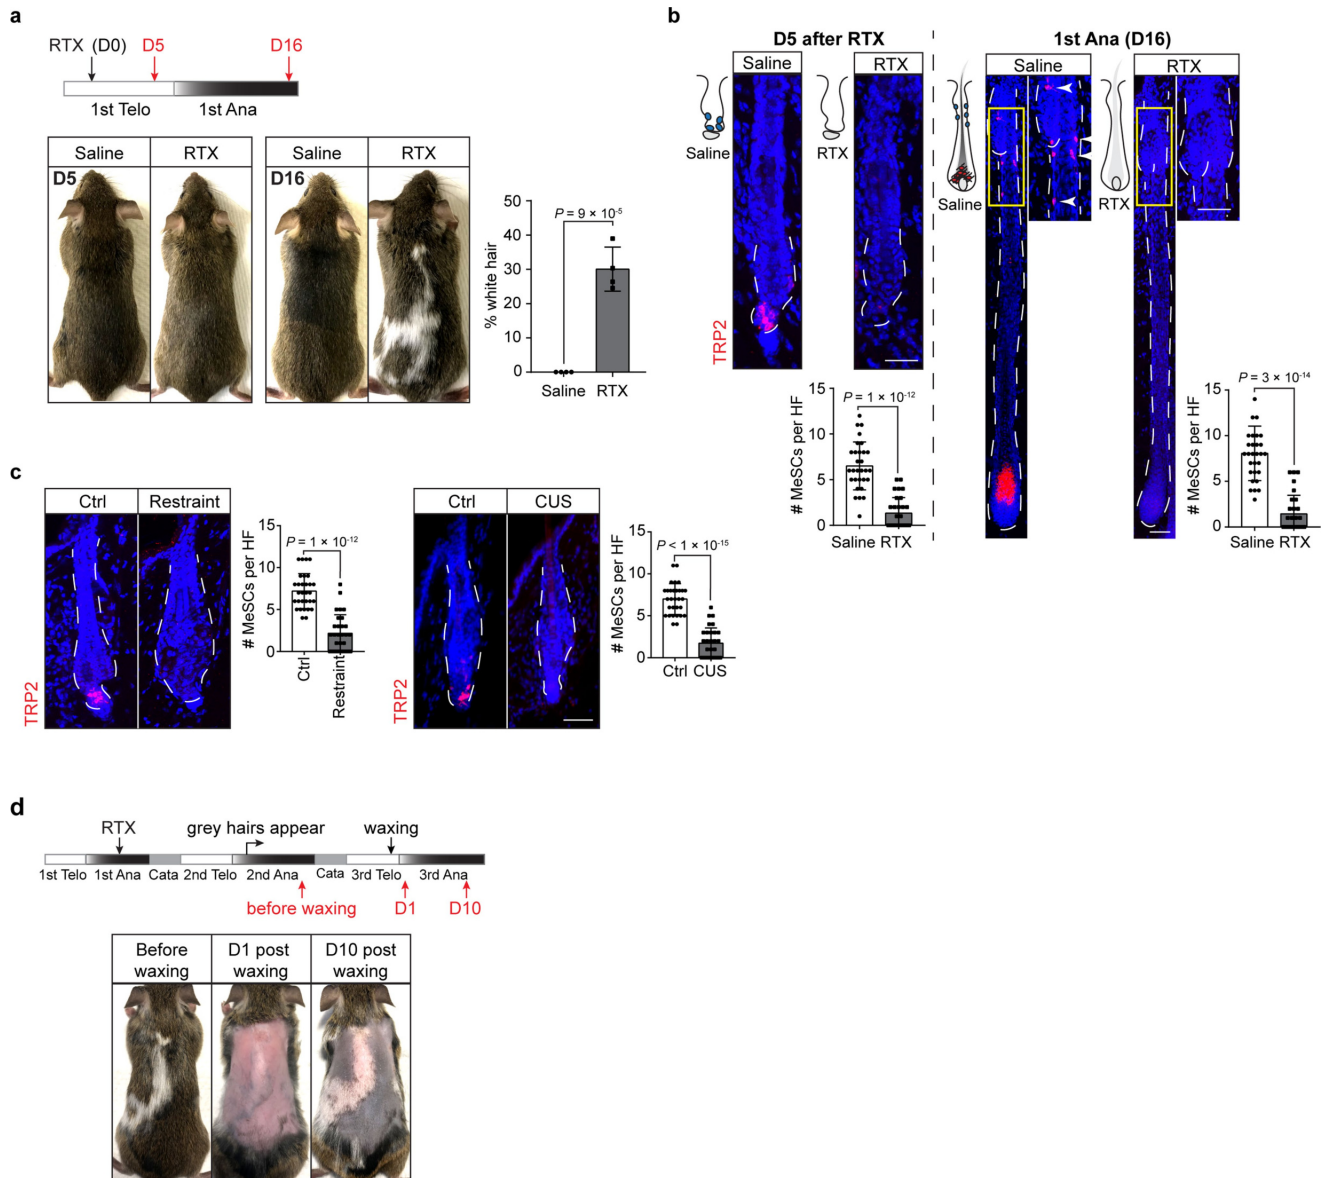 a
RTX (D0)
D5
D16
1st Telo
1st Ana
Saline
RTX
Saline
RTX
D5
D16
% white hair
50
40
30
20
10
0
P = 9 × 10-5
Saline
RTX
b
D5 after RTX
1st Ana (D16)
Saline
RTX
Saline
RTX
Saline
RTX
Saline
RTX
TRP2
# MeSCs per HF
15
10
5
0
P = 1 × 10-12
Saline RTX
# MeSCs per HF
15
10
5
0
P = 3 × 10-14
Saline RTX
c
Ctrl
Restraint
TRP2
# MeSCs per HF
15
10
5
0
P = 1 × 10-12
Ctrl
Restraint
Ctrl
CUS
TRP2
# MeSCs per HF
15
10
5
0
P < 1 × 10-15
Ctrl CUS
d
RTX
grey hairs appear
waxing
1st Telo
1st Ana
Cata
2nd Telo
2nd Ana
Cata
3rd Telo
3rd Ana
before waxing
D1
D10
Before
waxing
D1 post
waxing
D10 post
waxing